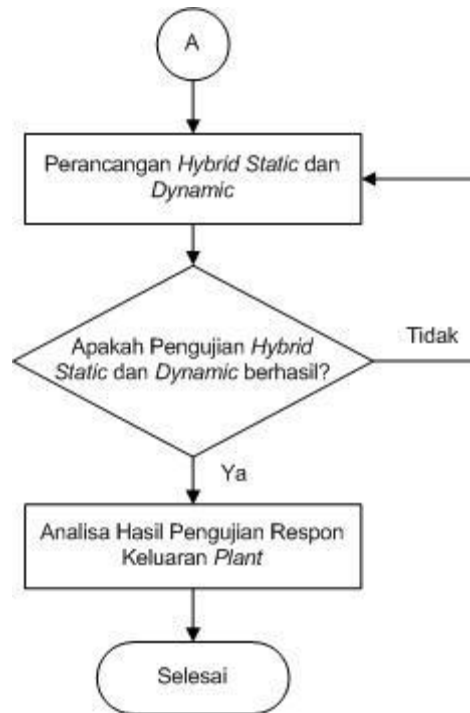 A
Perancangan Hybrid Static dan
Dynamic
Apakah Pengujian Hybrid
Static dan Dynamic berhasil?
Tidak
Ya
Analisa Hasil Pengujian Respon
Keluaran Plant
Selesai